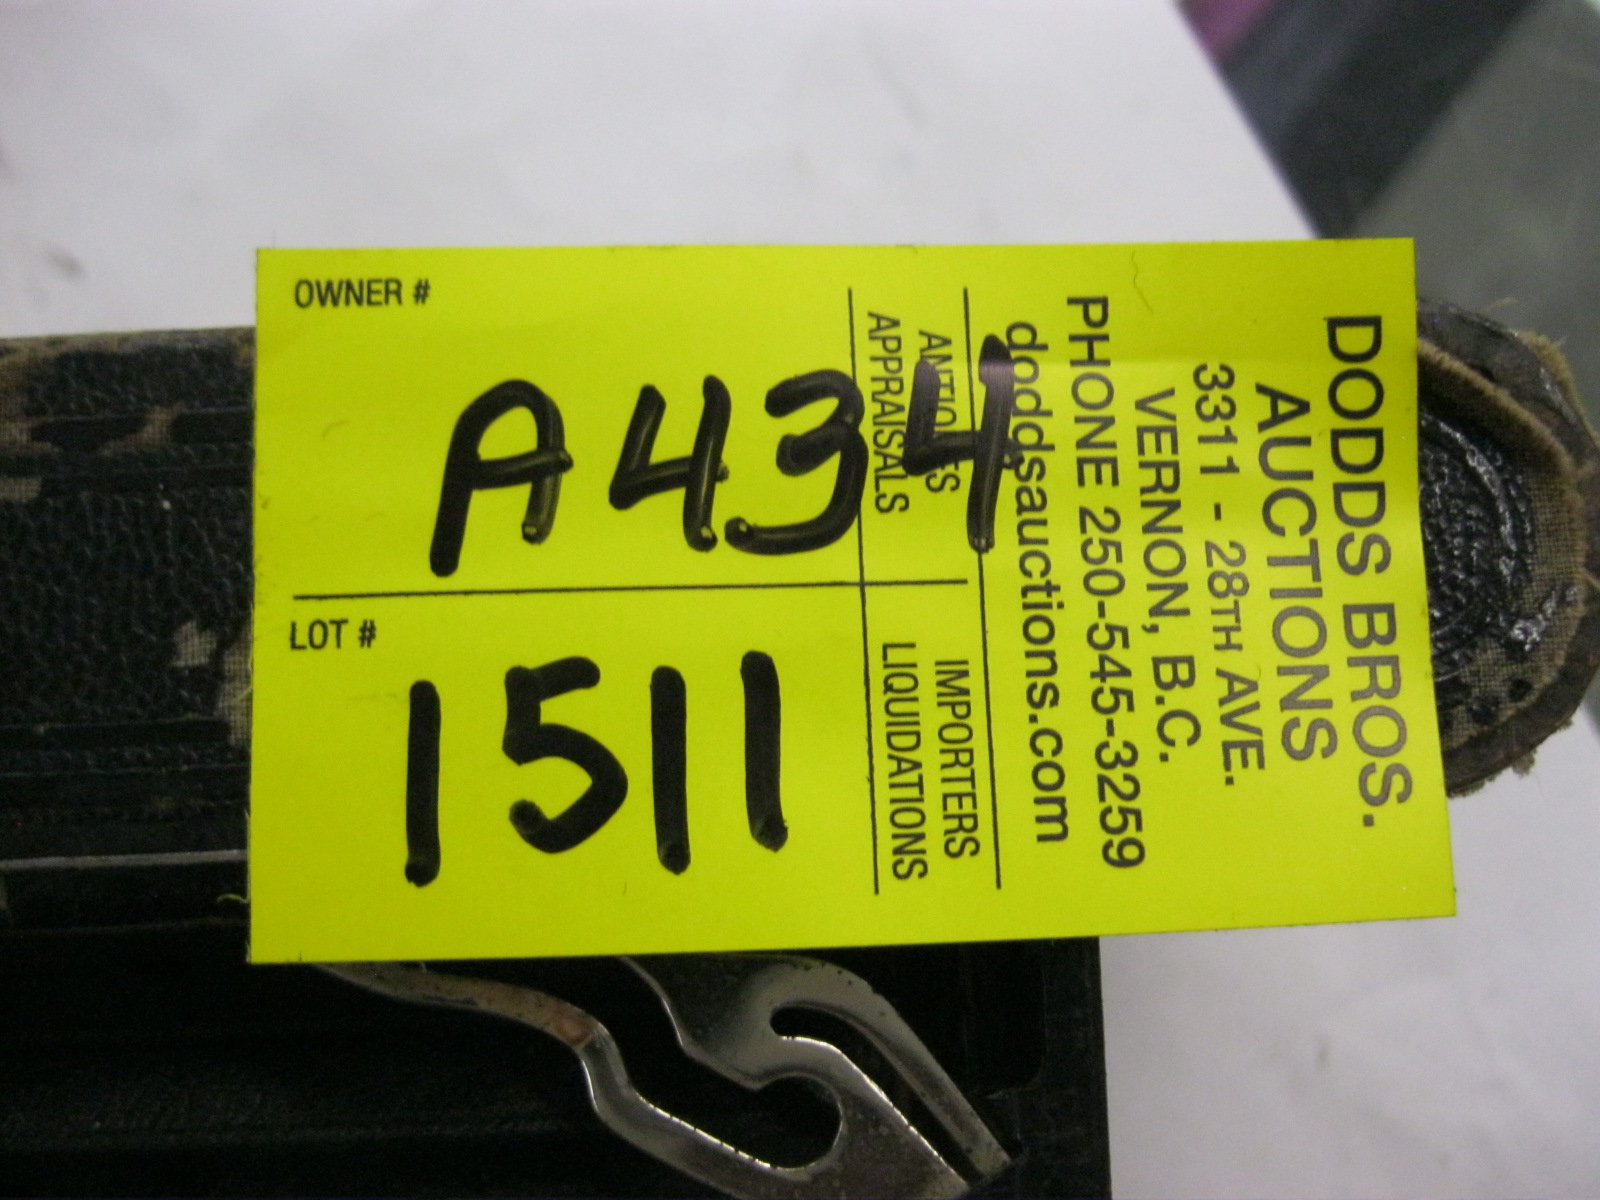 OWNER #
A434
LOT #
1511
DODDS BROS.
AUCTIONS
3311 - 28TH AVE.
VERNON, B.C.
PHONE 250-545-3259
doddsauctions.com
ANTIQUES IMPORTERS
APPRAISALS LIQUIDATIONS